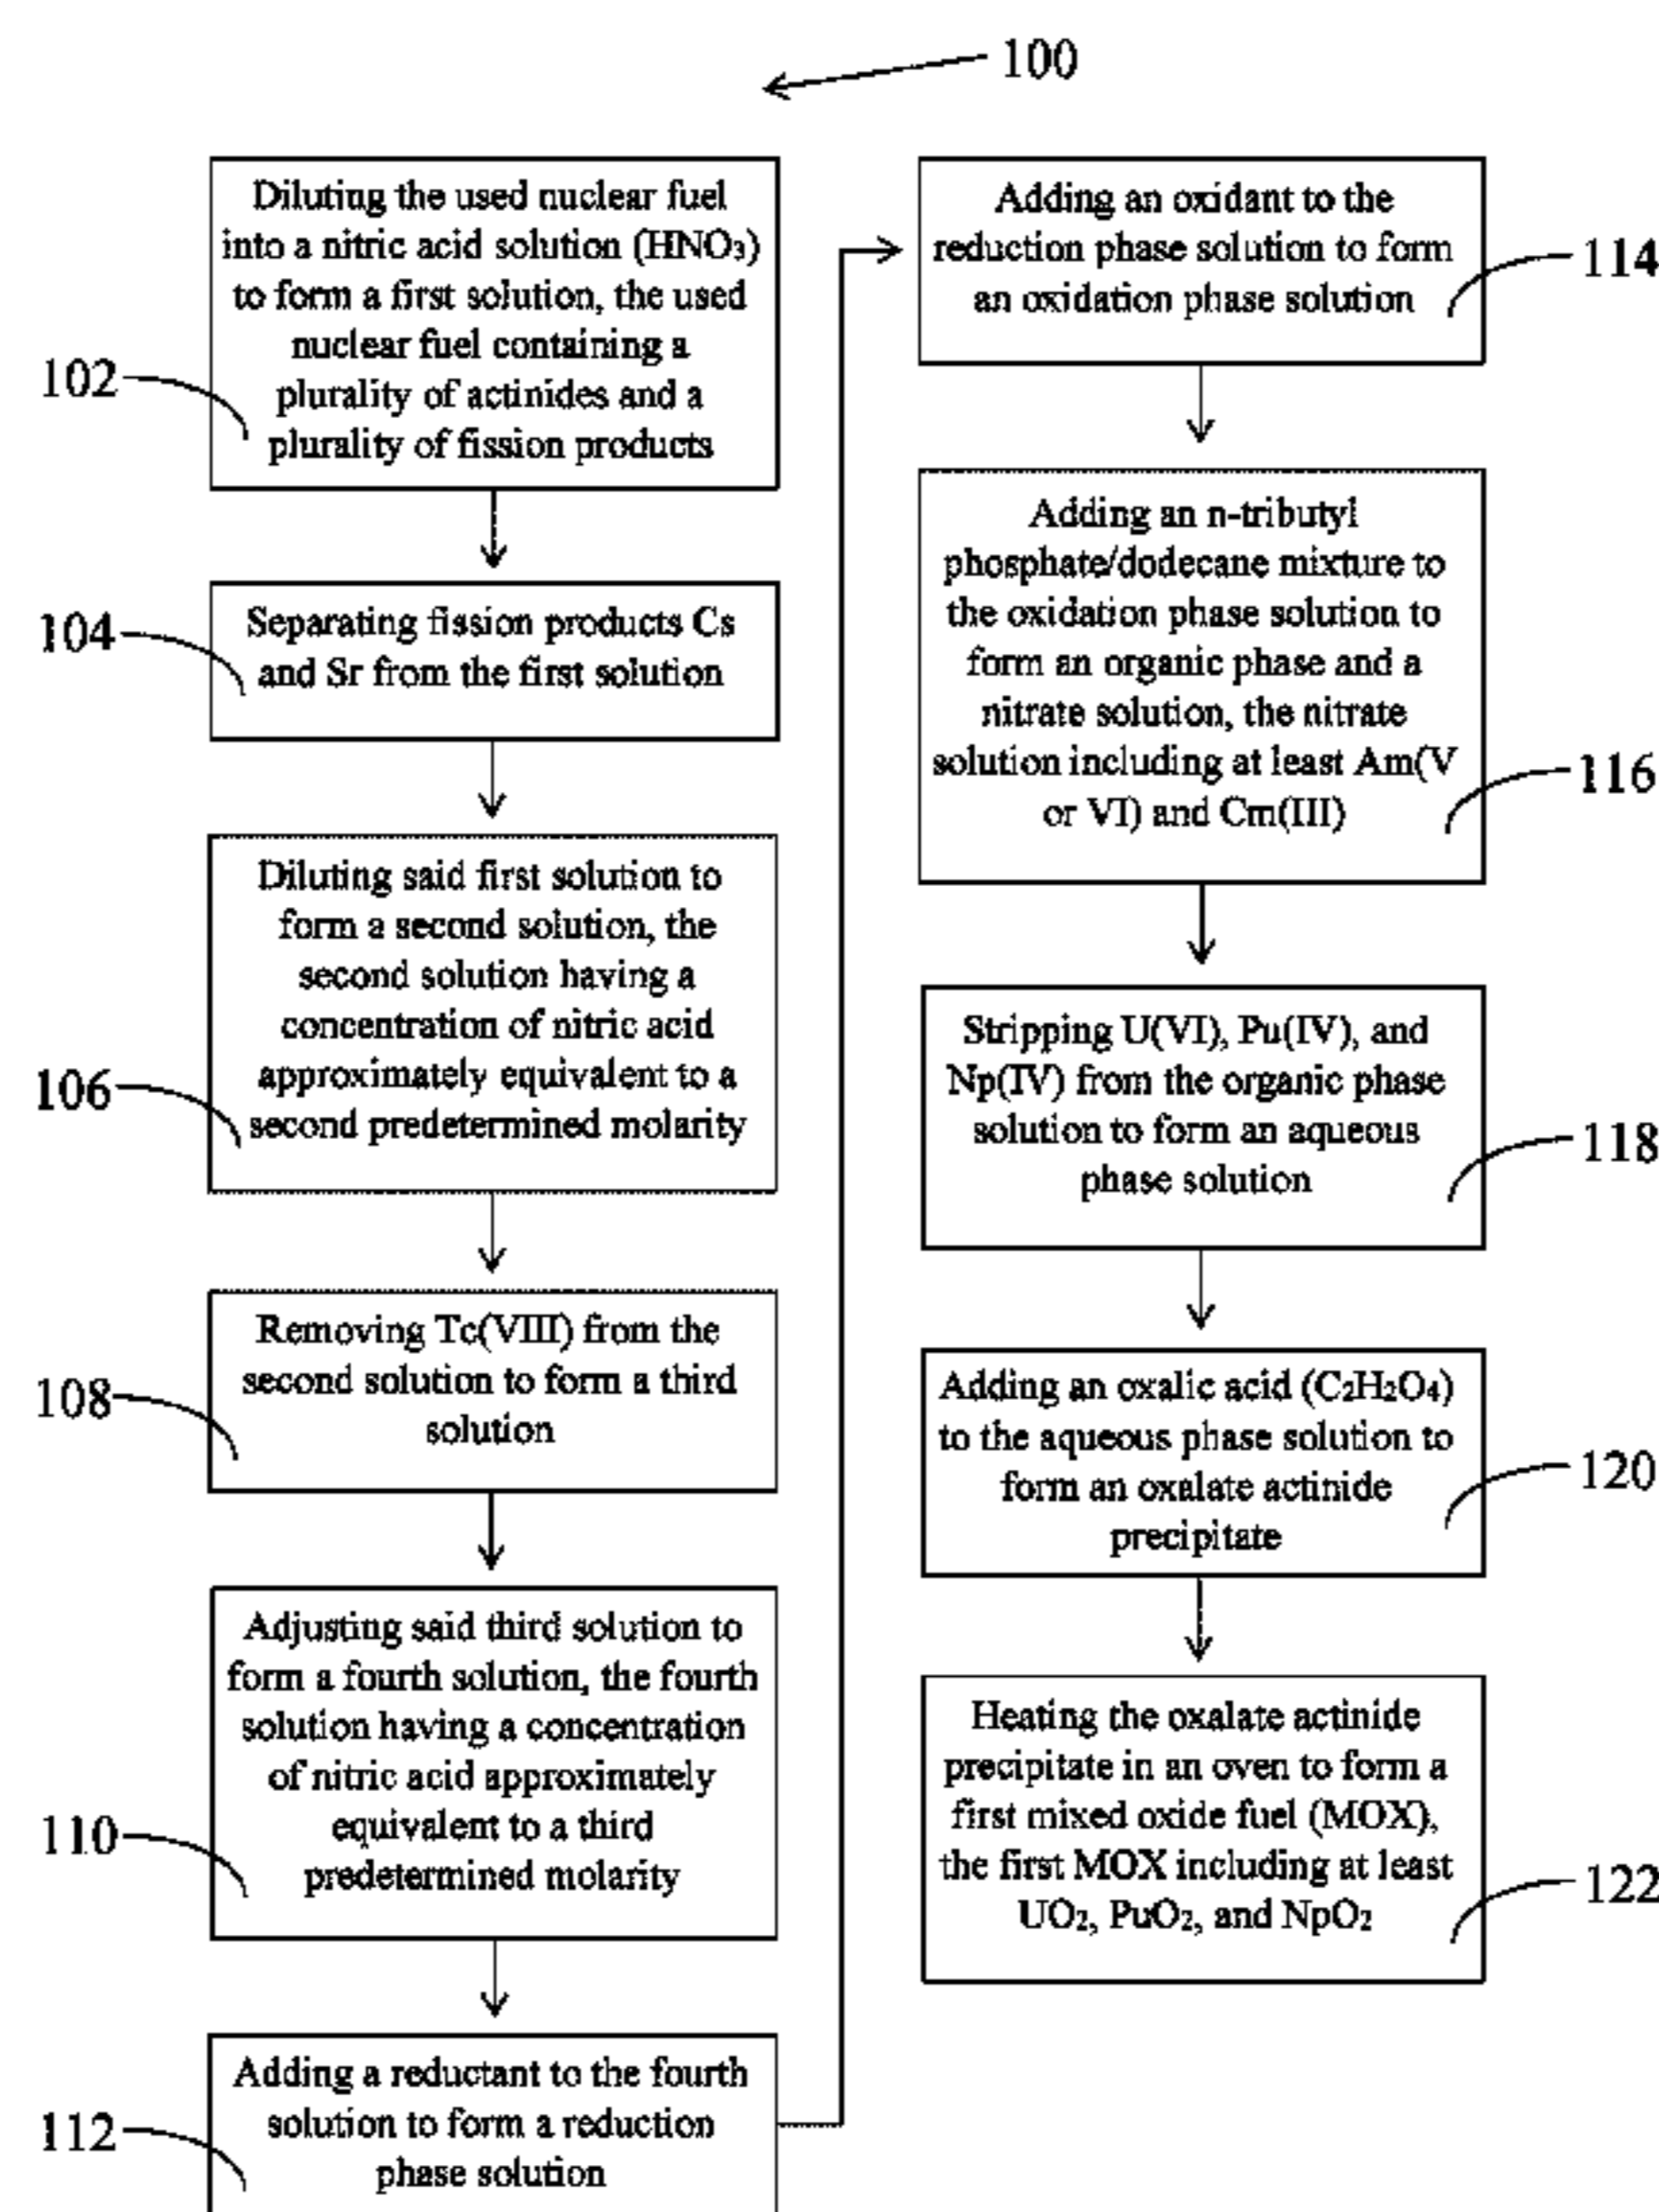 100
Diluting the used nuclear fuel
into a nitric acid solution (HNO₃)
to form a first solution, the used
nuclear fuel containing a
plurality of actinides and a
plurality of fission products
102
Separating fission products Cs
and Sr from the first solution
104
Diluting said first solution to
form a second solution, the
second solution having a
concentration of nitric acid
approximately equivalent to a
second predetermined molarity
106
Removing Tc(VIII) from the
second solution to form a third
solution
108
Adjusting said third solution to
form a fourth solution, the fourth
solution having a concentration
of nitric acid approximately
equivalent to a third
predetermined molarity
110
Adding a reductant to the fourth
solution to form a reduction
phase solution
112
Adding an oxidant to the
reduction phase solution to form
an oxidation phase solution
114
Adding an n-tributyl
phosphate/dodecane mixture to
the oxidation phase solution to
form an organic phase and a
nitrate solution, the nitrate
solution including at least Am(V
or VI) and Cm(III)
116
Stripping U(VI), Pu(IV), and
Np(IV) from the organic phase
solution to form an aqueous
phase solution
118
Adding an oxalic acid (C₂H₂O₄)
to the aqueous phase solution to
form an oxalate actinide
precipitate
120
Heating the oxalate actinide
precipitate in an oven to form a
first mixed oxide fuel (MOX),
the first MOX including at least
UO₂, PuO₂, and NpO₂
122